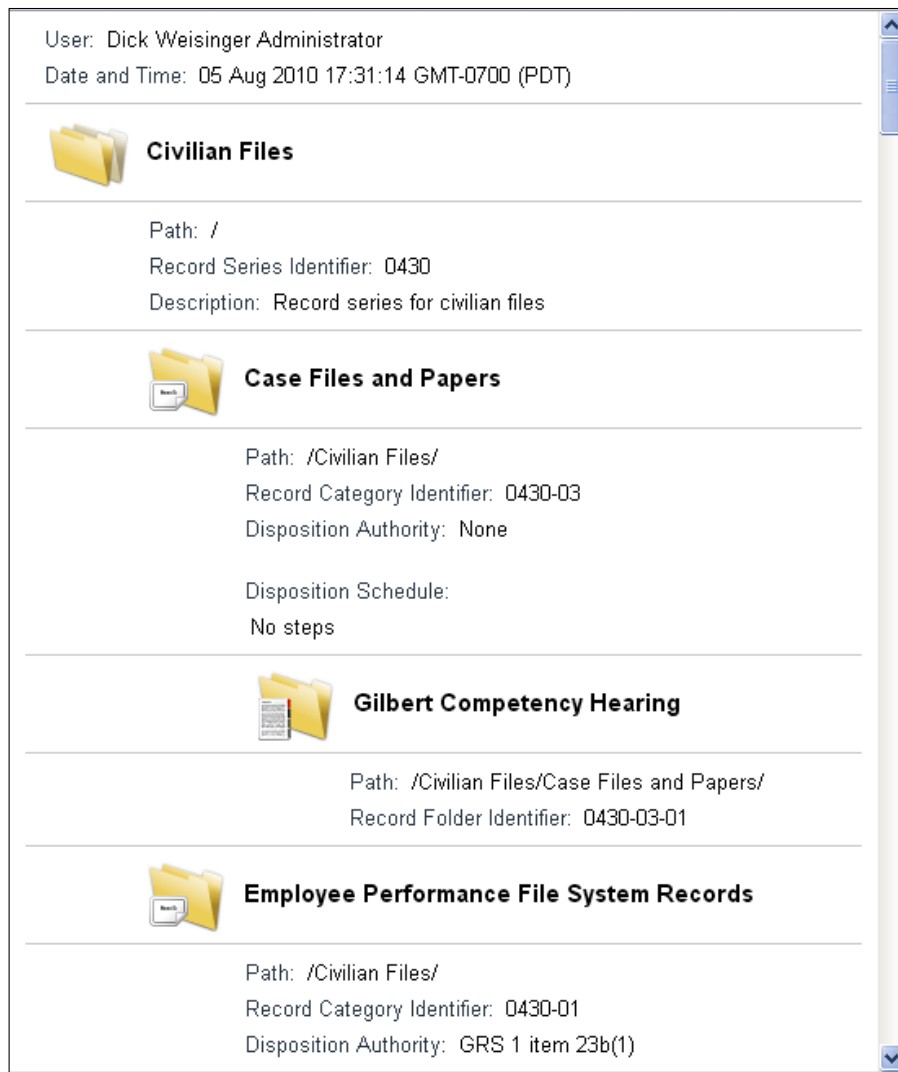 User: Dick Weisinger Administrator
Date and Time: 05 Aug 2010 17:31:14 GMT-0700 (PDT)
Civilian Files
Path: /
Record Series Identifier: 0430
Description: Record series for civilian files
Case Files and Papers
Path: /Civilian Files/
Record Category Identifier: 0430-03
Disposition Authority: None
Disposition Schedule:
No steps
Gilbert Competency Hearing
Path: /Civilian Files/Case Files and Papers/
Record Folder Identifier: 0430-03-01
Employee Performance File System Records
Path: /Civilian Files/
Record Category Identifier: 0430-01
Disposition Authority: GRS 1 item 23b(1)